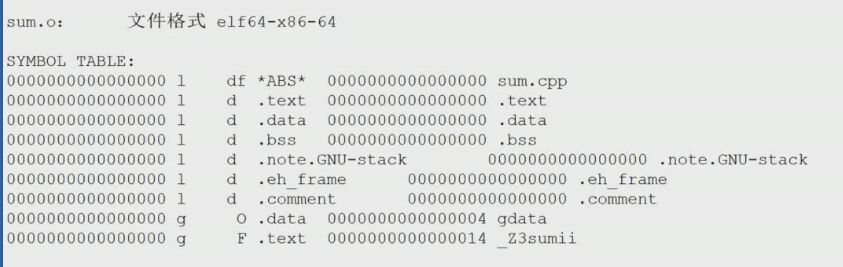 sum.o:       文件格式 elf64-x86-64
SYMBOL TABLE:
0000000000000000 l    df *ABS*  0000000000000000 sum.cpp
0000000000000000 l    d  .text  0000000000000000 .text
0000000000000000 l    d  .data  0000000000000000 .data
0000000000000000 l    d  .bss   0000000000000000 .bss
0000000000000000 l    d  .note.GNU-stack        0000000000000000 .note.GNU-stack
0000000000000000 l    d  .eh_frame      0000000000000000 .eh_frame
0000000000000000 l    d  .comment       0000000000000000 .comment
0000000000000000 g     O .data  0000000000000004 gdata
0000000000000000 g     F .text  0000000000000014 _Z3sumii